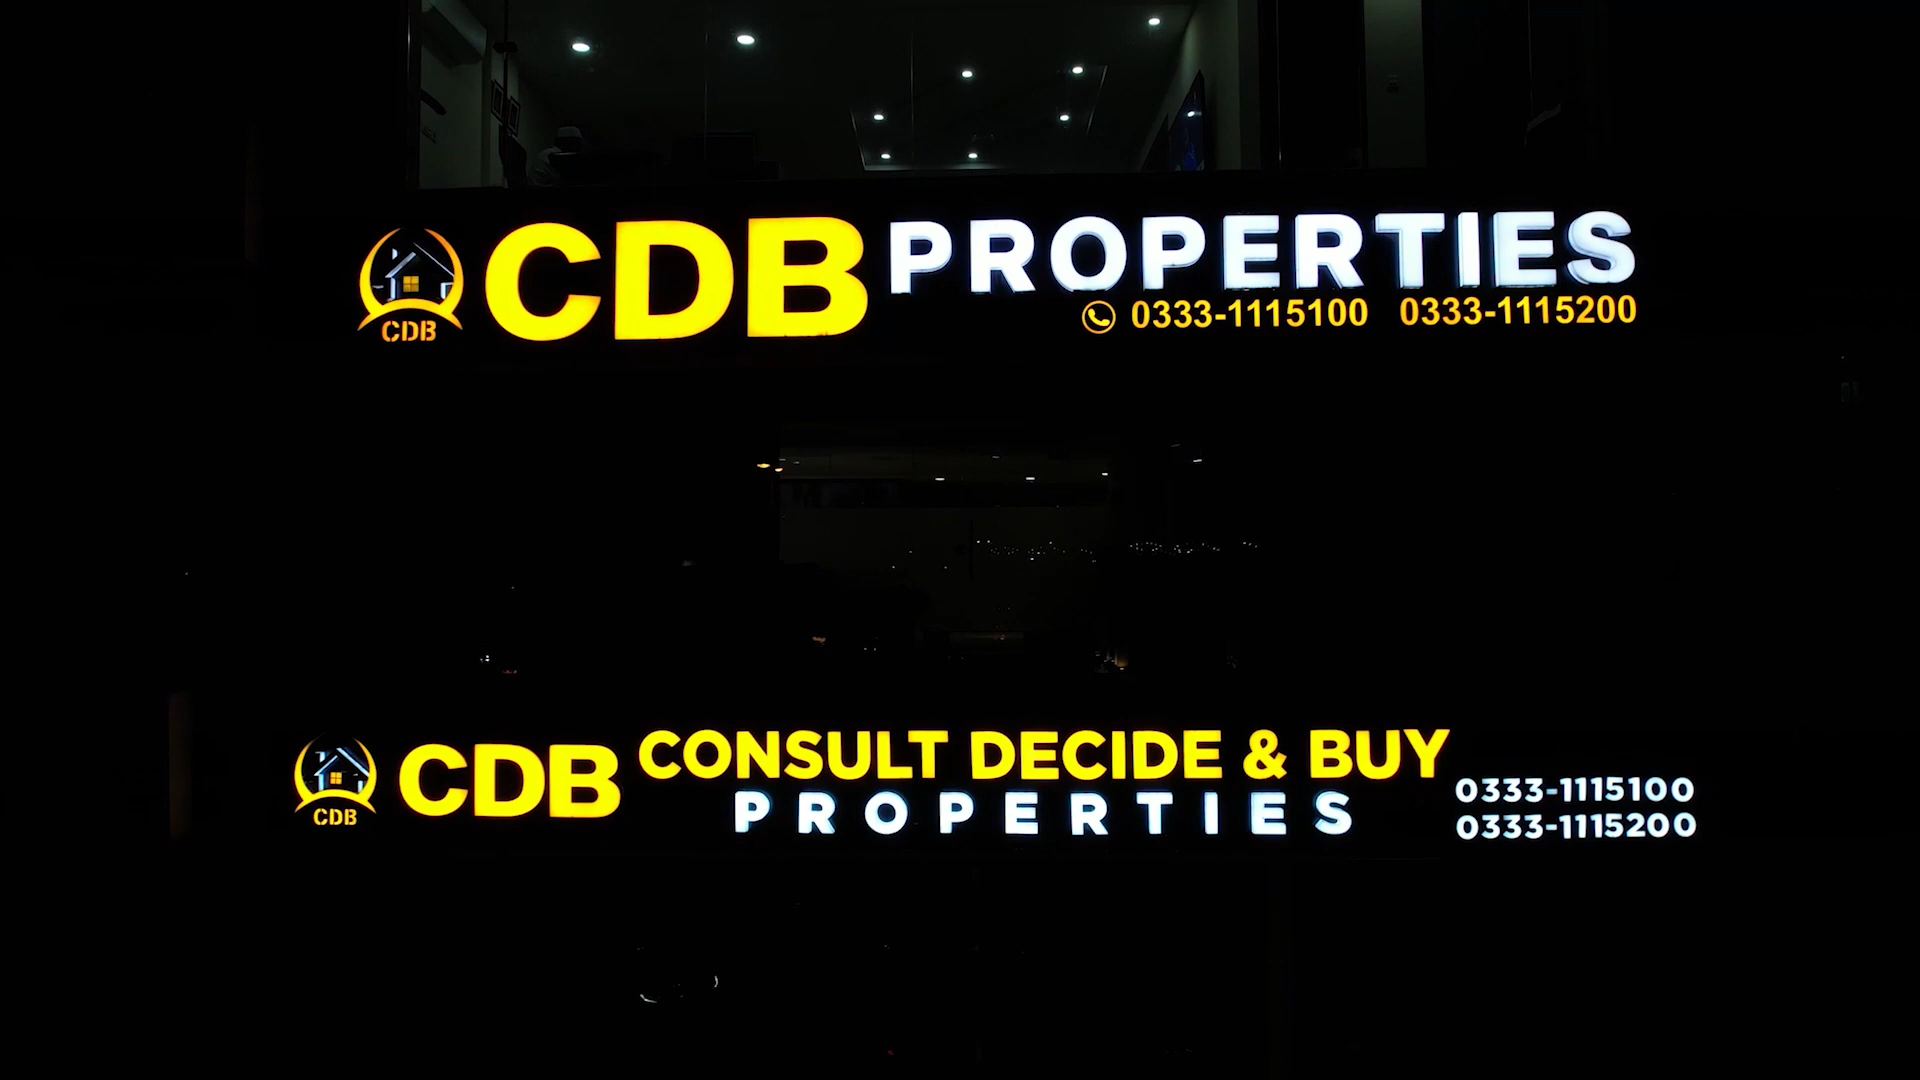 CDB
CDB PROPERTIES
0333-1115100 0333-1115200
CDB
CDB CONSULT DECIDE & BUY
PROPERTIES
0333-1115100
0333-1115200